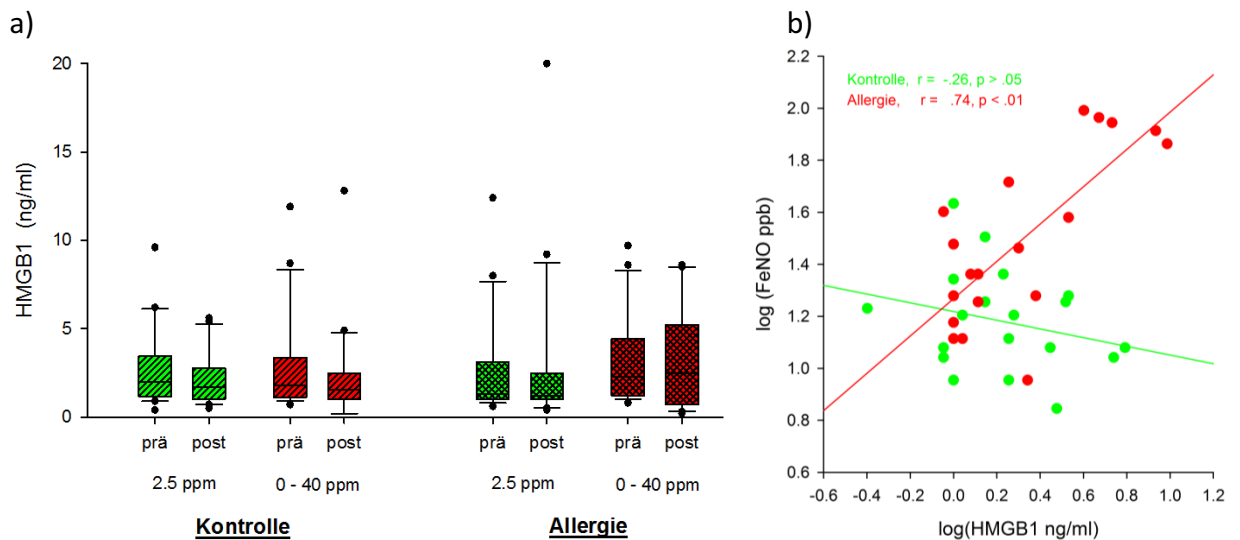 a)
20
15
10
5
0
HMGB1 (ng/ml)
prä post prä post prä post prä post
2.5 ppm 0 - 40 ppm 2.5 ppm 0 - 40 ppm
Kontrolle Allergie
b)
2.2
2.0
1.8
1.6
1.4
1.2
1.0
0.8
0.6
log (FeNO ppb)
Kontrolle, r = -.26, p > .05
Allergie, r = .74, p < .01
-0.6 -0.4 -0.2 0.0 0.2 0.4 0.6 0.8 1.0 1.2
log(HMGB1 ng/ml)